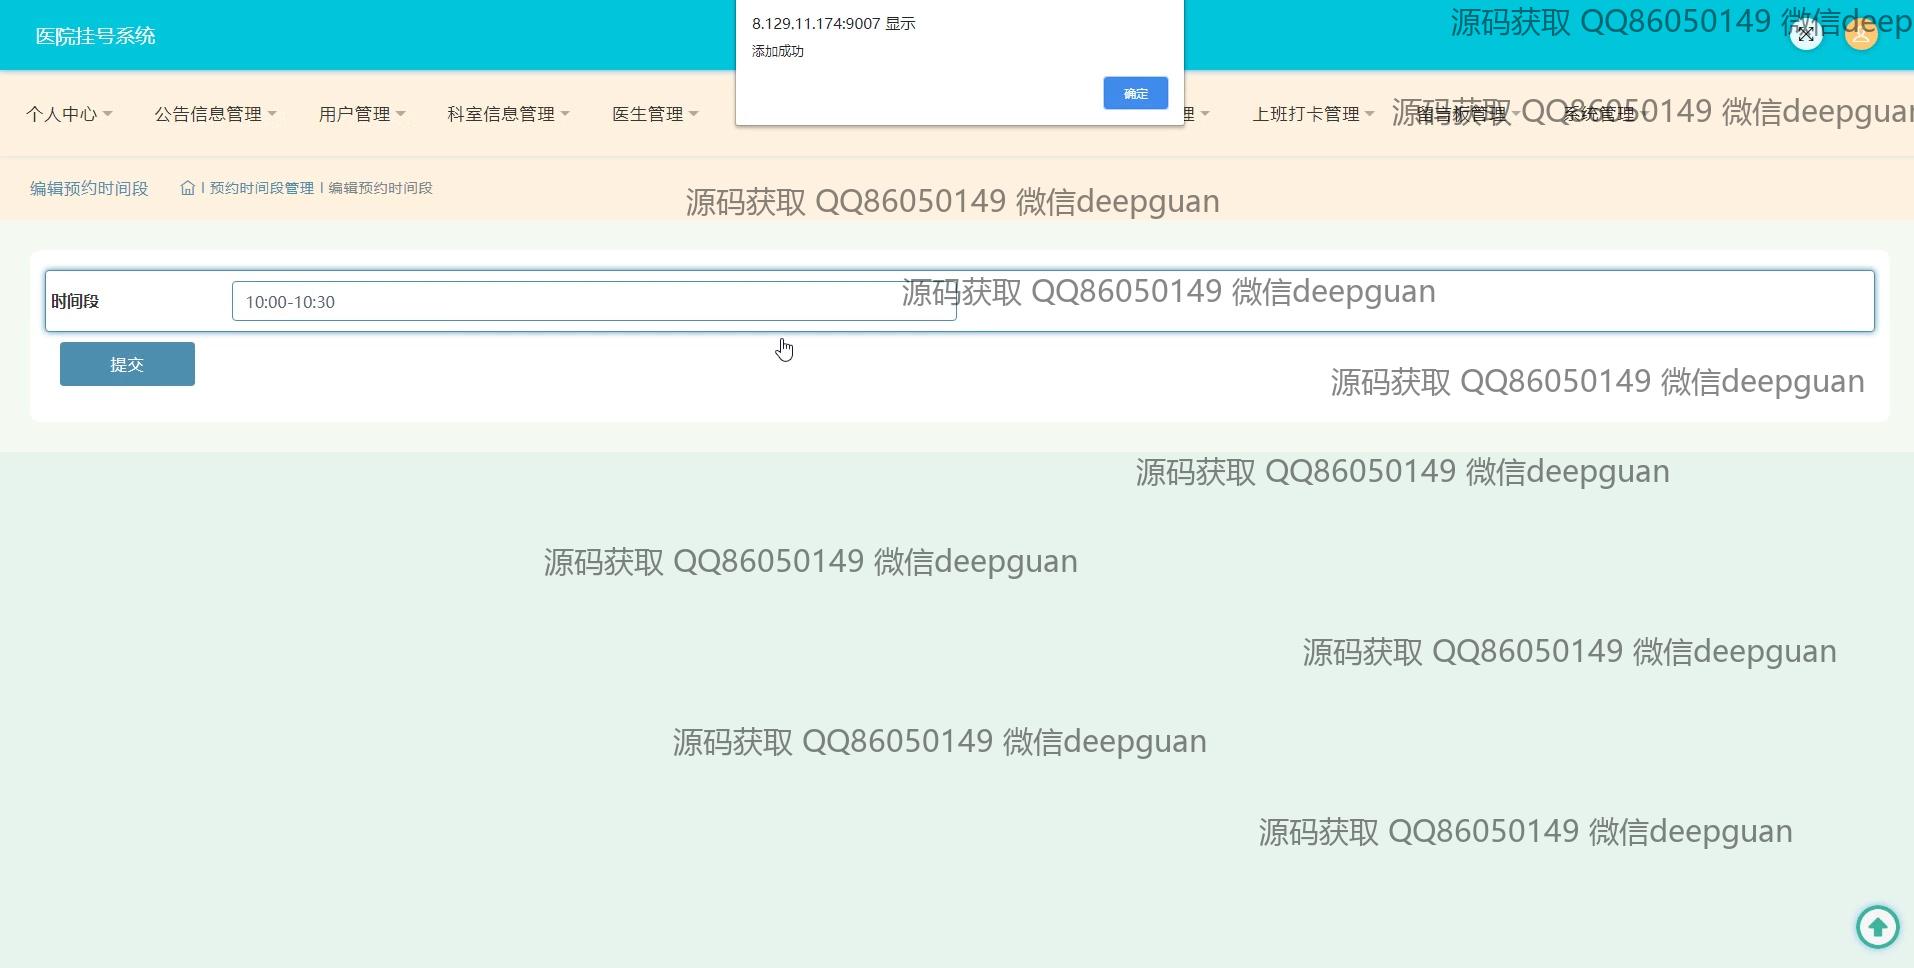 医院挂号系统
8.129.11.174:9007 显示
添加成功
确定
源码获取 QQ86050149 微信deep
个人中心
公告信息管理
用户管理
科室信息管理
医生管理
理
上班打卡管理
留言板管理
系统管理
源码获取 QQ86050149 微信deepguan
编辑预约时间段
预约时间段管理 | 编辑预约时间段
源码获取 QQ86050149 微信deepguan
时间段
10:00-10:30
源码获取 QQ86050149 微信deepguan
提交
源码获取 QQ86050149 微信deepguan
源码获取 QQ86050149 微信deepguan
源码获取 QQ86050149 微信deepguan
源码获取 QQ86050149 微信deepguan
源码获取 QQ86050149 微信deepguan
源码获取 QQ86050149 微信deepguan